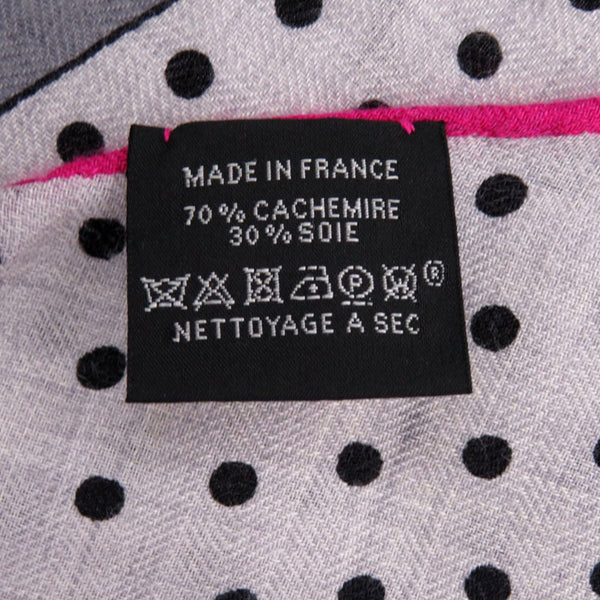 MADE IN FRANCE
70% CACHEMIRE
30% SOIE
P W ®
NETTOYAGE A SEC